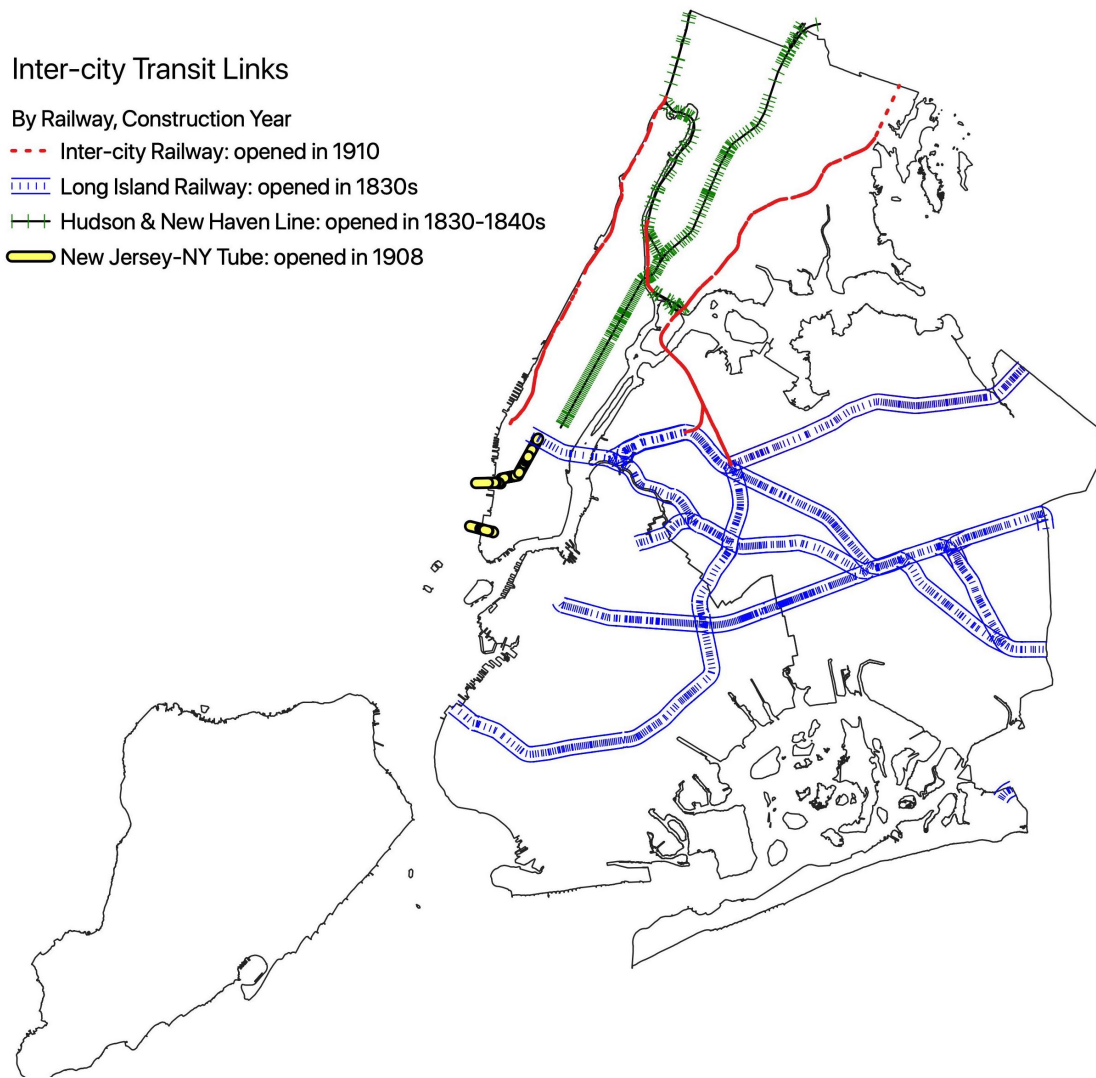 Inter-city Transit Links
By Railway, Construction Year
Inter-city Railway: opened in 1910
Long Island Railway: opened in 1830s
Hudson & New Haven Line: opened in 1830-1840s
New Jersey-NY Tube: opened in 1908